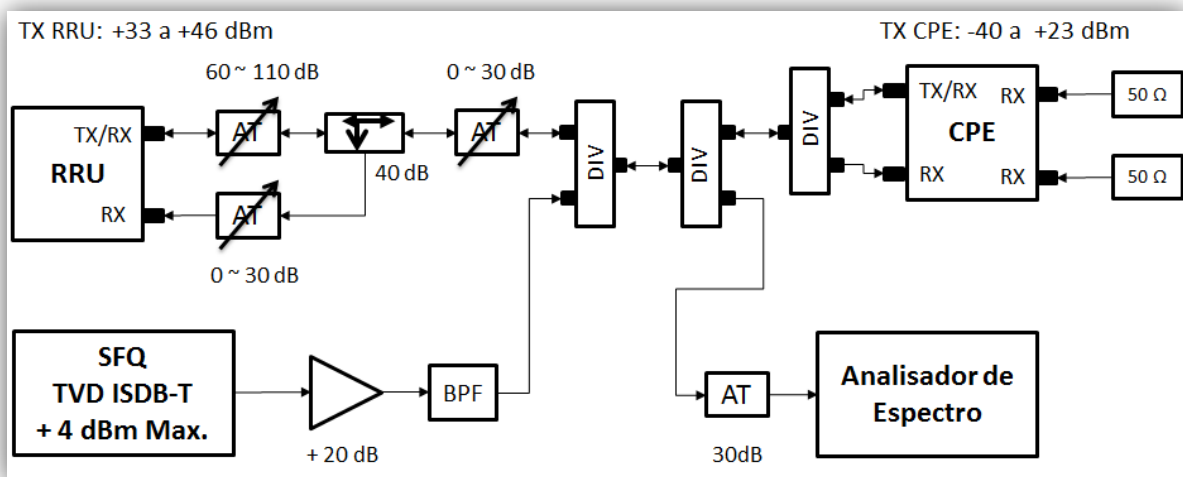 TX RRU: +33 a +46 dBm
TX CPE: -40 a +23 dBm
60 ~ 110 dB
0 ~ 30 dB
TX/RX
RRU
RX
AT
40 dB
AT
AT
0 ~ 30 dB
DIV
DIV
DIV
TX/RX
RX
CPE
RX
RX
50 Ω
50 Ω
SFQ
TVD ISDB-T
+ 4 dBm Max.
+ 20 dB
BPF
AT
30dB
Analisador de
Espectro